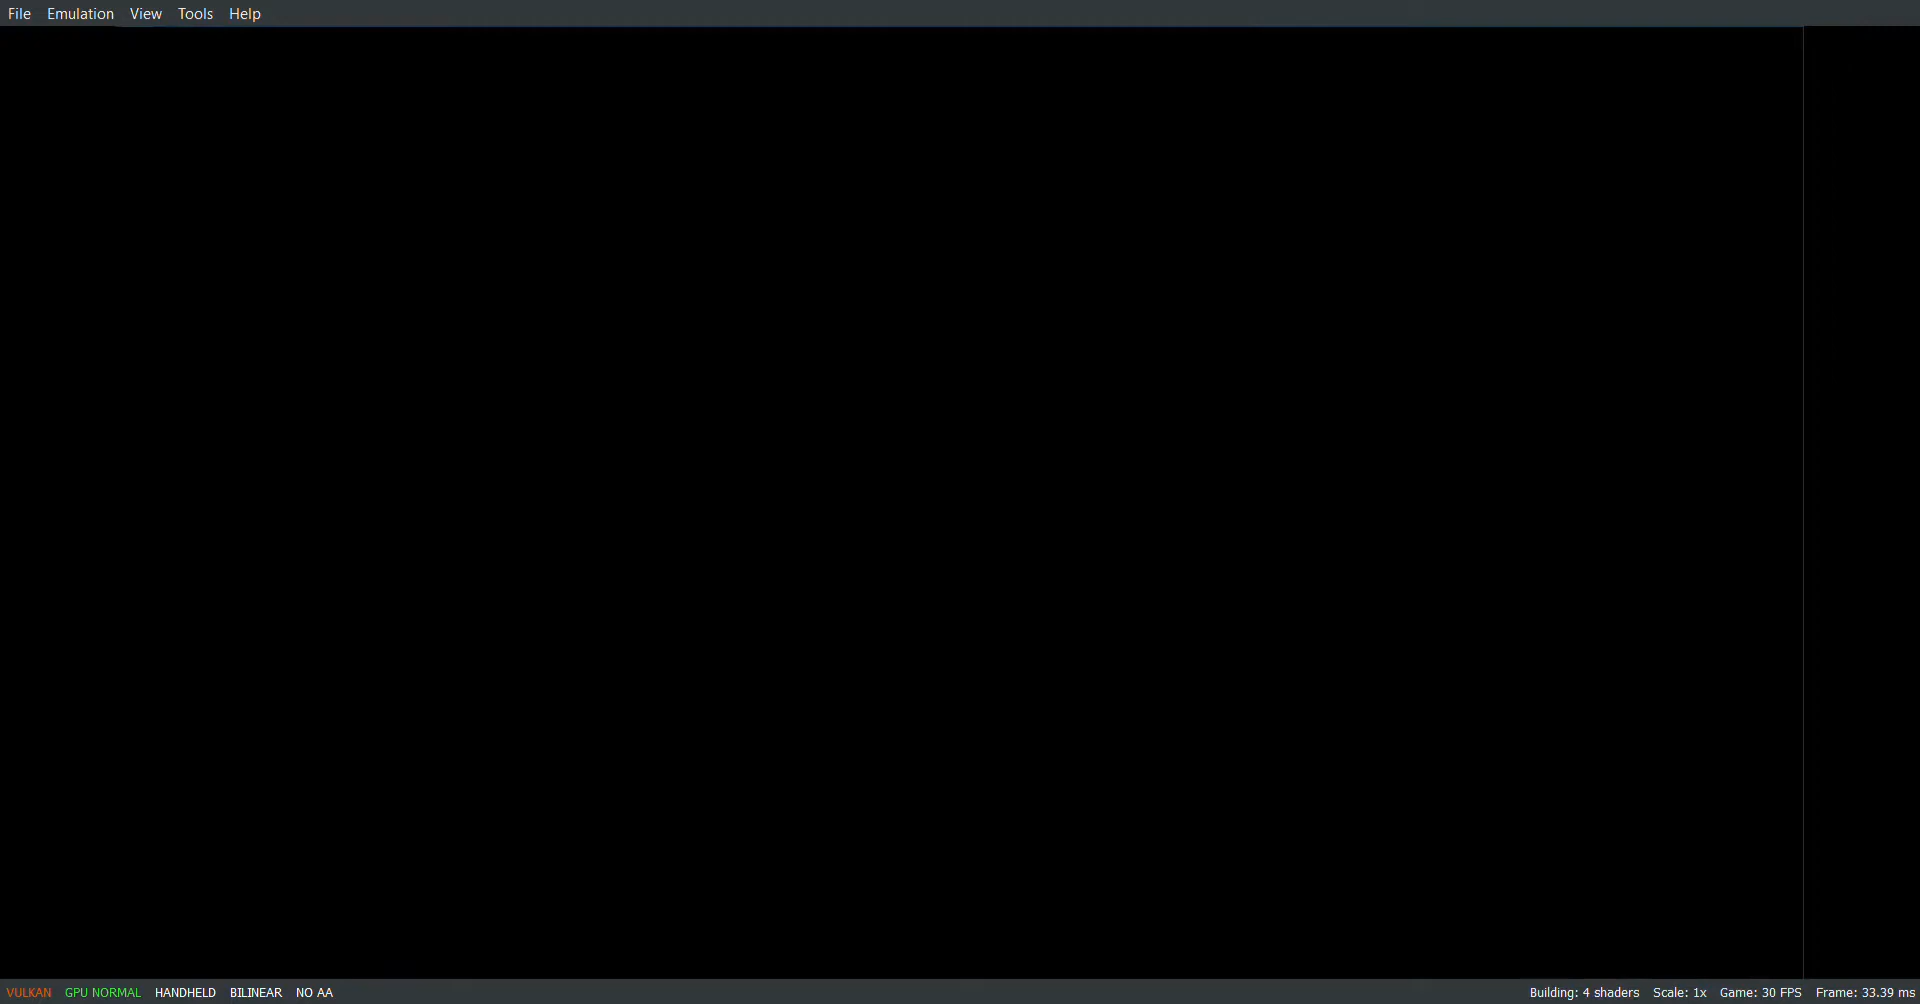 File Emulation View Tools Help
VULKAN GPU NORMAL HANDHELD BILINEAR NO AA Building: 4 shaders Scale: 1x Game: 30 FPS Frame: 33.39 ms